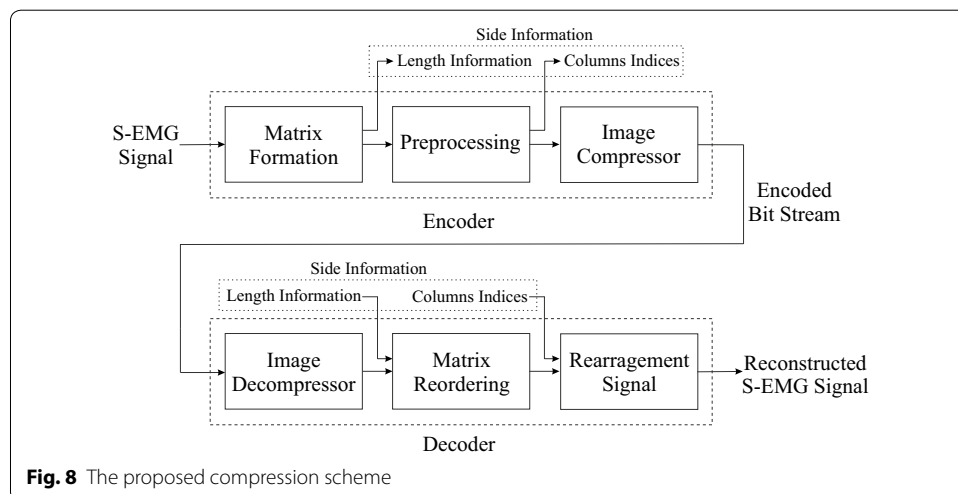 Side Information
Length Information
Columns Indices
S-EMG
Signal
Matrix
Formation
Preprocessing
Image
Compressor
Encoder
Encoded
Bit Stream
Side Information
Length Information
Columns Indices
Image
Decompressor
Matrix
Reordering
Rearragement
Signal
Reconstructed
S-EMG Signal
Decoder
Fig. 8 The proposed compression scheme